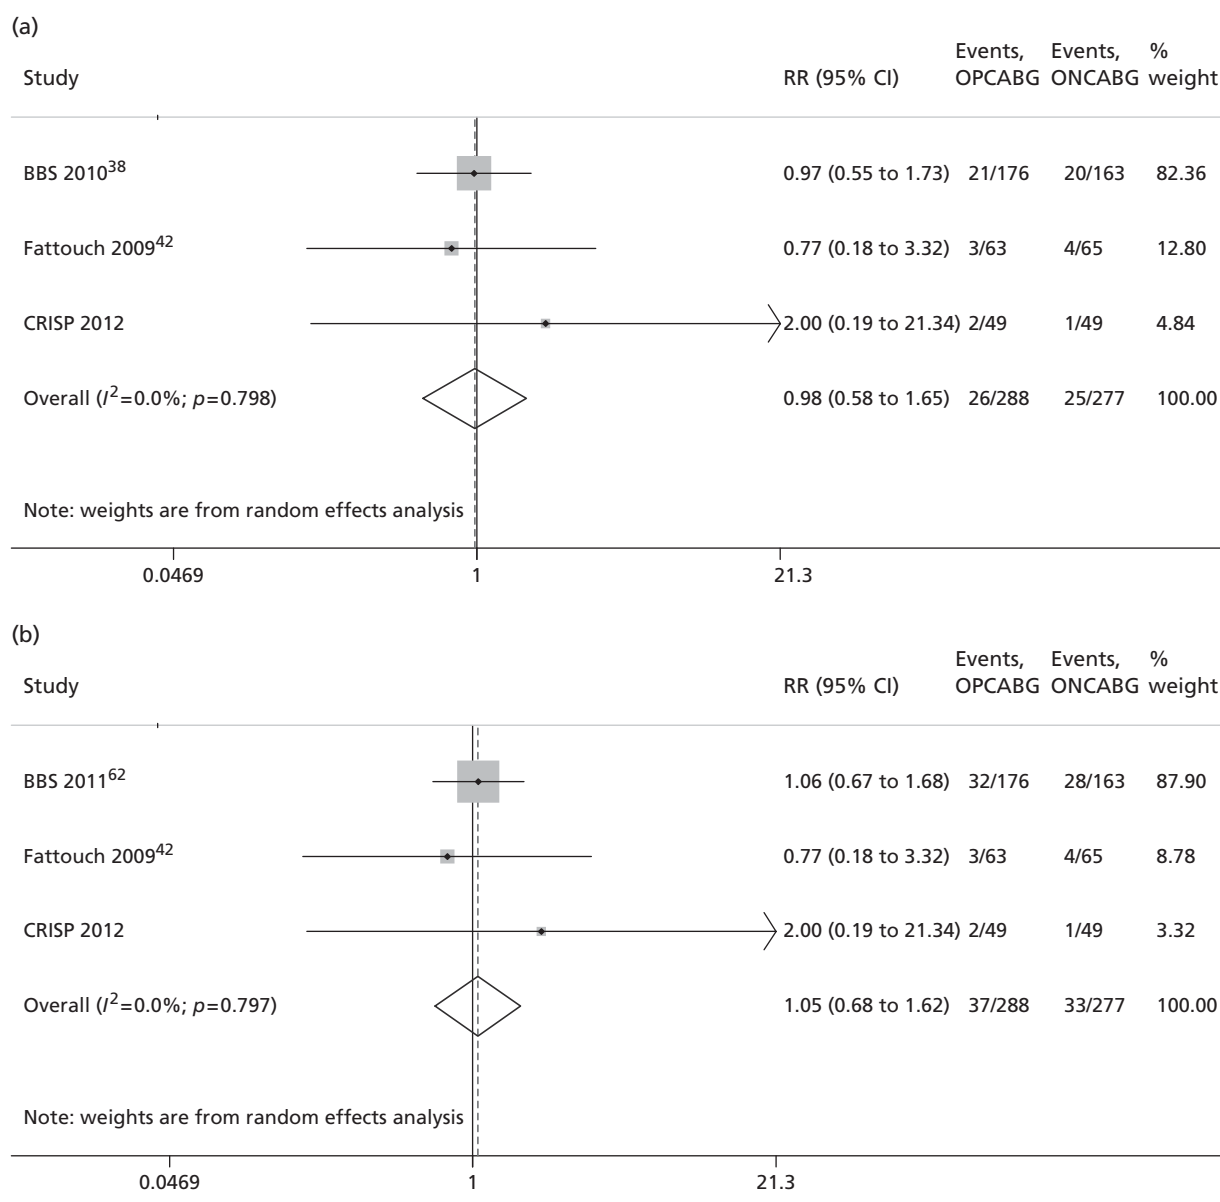 (a)
Study RR (95% CI) Events, OPCABG Events, ONCABG % weight
BBS 2010³⁸ 0.97 (0.55 to 1.73) 21/176 20/163 82.36
Fattouch 2009⁴² 0.77 (0.18 to 3.32) 3/63 4/65 12.80
CRISP 2012 2.00 (0.19 to 21.34) 2/49 1/49 4.84
Overall (I²=0.0%; p=0.798) 0.98 (0.58 to 1.65) 26/288 25/277 100.00
Note: weights are from random effects analysis
0.0469 1 21.3
(b)
Study RR (95% CI) Events, OPCABG Events, ONCABG % weight
BBS 2011⁶² 1.06 (0.67 to 1.68) 32/176 28/163 87.90
Fattouch 2009⁴² 0.77 (0.18 to 3.32) 3/63 4/65 8.78
CRISP 2012 2.00 (0.19 to 21.34) 2/49 1/49 3.32
Overall (I²=0.0%; p=0.797) 1.05 (0.68 to 1.62) 37/288 33/277 100.00
Note: weights are from random effects analysis
0.0469 1 21.3